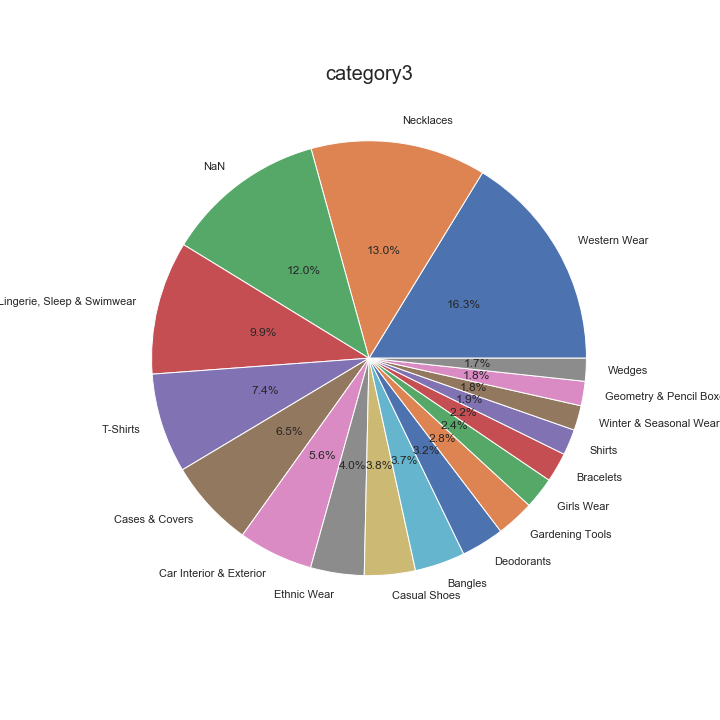 category3
Necklaces
NaN
Western Wear
13.0%
12.0%
16.3%
Lingerie, Sleep & Swimwear
9.9%
1.7%
Wedges
1.8%
Geometry & Pencil Box
1.8%
7.4%
1.9%
Winter & Seasonal Wear
2.2%
T-Shirts
6.5%
2.4%
2.8%
Shirts
3.2%
5.6%
3.7%
4.0%
3.8%
Bracelets
Girls Wear
Cases & Covers
Gardening Tools
Deodorants
Car Interior & Exterior
Bangles
Ethnic Wear
Casual Shoes